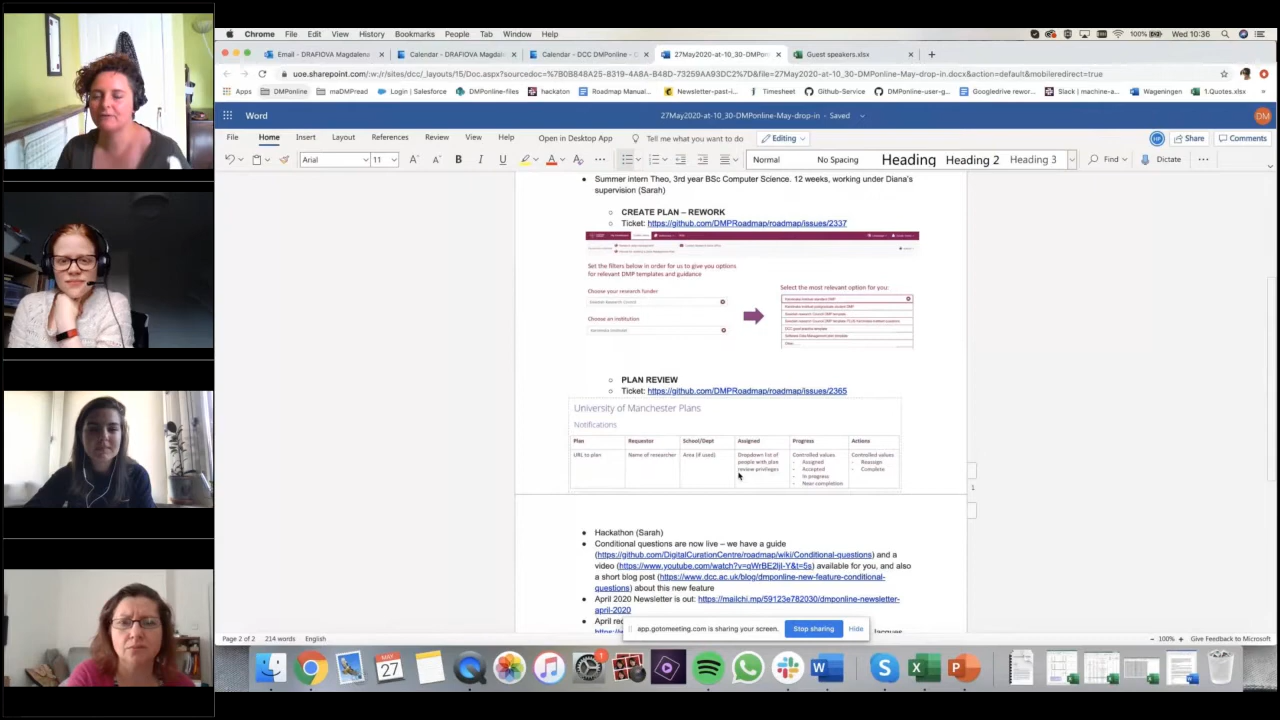 Chrome File Edit View History Bookmarks People Tab Window Help 100% Wed 27 10:36
Email - DRAFIOVA Magdalena
Calendar - DRAFIOVA Magdal
Calendar - DCC DMPonline -
27May2020-at-10_30-DMPon
Guest speakers.xlsx
uoe.sharepoint.com/:w:/r/sites/dcc/_layouts/15/Doc.aspx?sourcedoc=%7B0B848A25-8319-4A8A-B48D-73259AA93DC2%7D&file=27May2020-at-10_30-DMPonline-May-drop-in.docx&action=default&mobileredirect=true
Apps DMPonline maDMPread Login | Salesforce DMPonline-files hackaton Roadmap Manual... Newsletter-past-i... Timesheet Github-Service DMPonline-user-g... Googledrive rewor... Slack | machine-a... Wageningen 1.Quotes.xlsx
Word
27May2020-at-10_30-DMPonline-May-drop-in - Saved
DM
File Home Insert Layout References Review View Help Open in Desktop App Tell me what you want to do Editing Share Comments
Arial 11 B I U A Normal No Spacing Heading Heading 2 Heading 3 Find Dictate
Summer intern Theo, 3rd year BSc Computer Science. 12 weeks, working under Diana's
supervision (Sarah)
CREATE PLAN – REWORK
Ticket: https://github.com/DMPRoadmap/roadmap/issues/2337
Set the filters below in order for us to give you options
for relevant DMP templates and guidance
Choose your research funder
Swedish Research Council
Choose an institution
Select the most relevant option for you:
PLAN REVIEW
Ticket: https://github.com/DMPRoadmap/roadmap/issues/2365
University of Manchester Plans
Notifications
Plan Requestor School/Dept Assigned Progress Actions
URL to plan Name of researcher Area (if used) Dropdown list of Controlled values Controlled values
people with plan - Assigned - Reassign
review privileges - Accepted - Complete
- In progress
- Near completion
1
Hackathon (Sarah)
Conditional questions are now live – we have a guide
(https://github.com/DigitalCurationCentre/roadmap/wiki/Conditional-questions) and a
video (https://www.youtube.com/watch?v=qWrBE2ljI-Y&t=5s) available for you, and also
a short blog post (https://www.dcc.ac.uk/blog/dmponline-new-feature-conditional-
questions) about this new feature
April 2020 Newsletter is out: https://mailchi.mp/59123e782030/dmponline-newsletter-
april-2020
app.gotomeeting.com is sharing your screen. Stop sharing Hide
Page 2 of 2 214 words English 100% Give Feedback to Microsoft
MAY
27
1